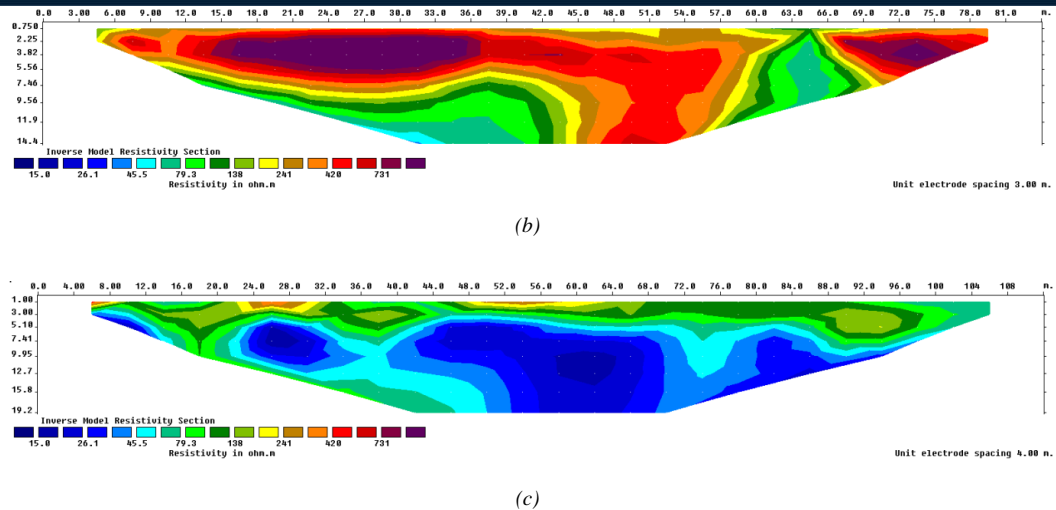 0.0 3.00 6.00 9.00 12.0 15.0 18.0 21.0 24.0 27.0 30.0 33.0 36.0 39.0 42.0 45.0 48.0 51.0 54.0 57.0 60.0 63.0 66.0 69.0 72.0 75.0 78.0 81.0 m.
0.750
2.25
3.82
5.56
7.46
9.56
11.9
14.4
Inverse Model Resistivity Section
15.0 26.1 45.5 79.3 138 241 420 731
Resistivity in ohm.m
Unit electrode spacing 3.00 m.
(b)
0.0 4.00 8.00 12.0 16.0 20.0 24.0 28.0 32.0 36.0 40.0 44.0 48.0 52.0 56.0 60.0 64.0 68.0 72.0 76.0 80.0 84.0 88.0 92.0 96.0 100.0 104 108 m.
1.00
3.00
5.10
7.41
9.95
12.7
15.8
19.2
Inverse Model Resistivity Section
15.0 26.1 45.5 79.3 138 241 420 731
Resistivity in ohm.m
Unit electrode spacing 4.00 m.
(c)